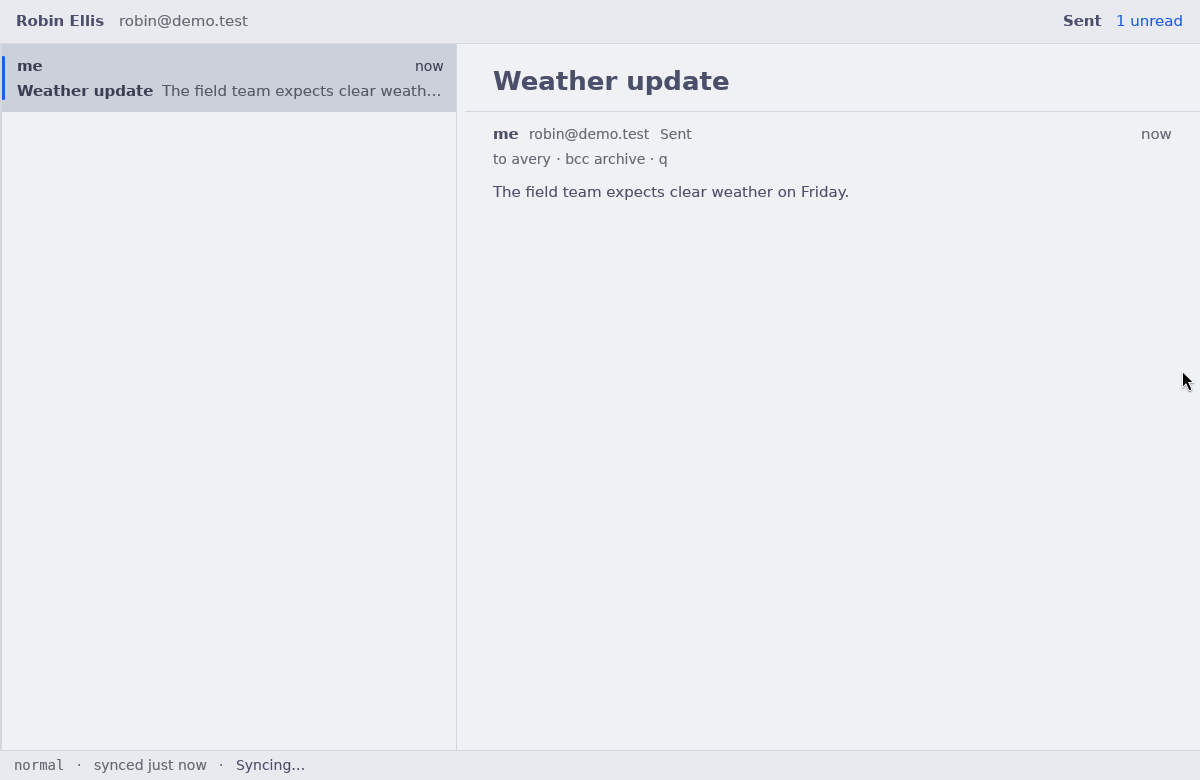 Robin Ellis robin@demo.test Sent 1 unread
me now
Weather update The field team expects clear weath…
Weather update
me robin@demo.test Sent now
to avery · bcc archive · q
The field team expects clear weather on Friday.
normal · synced just now · Syncing…